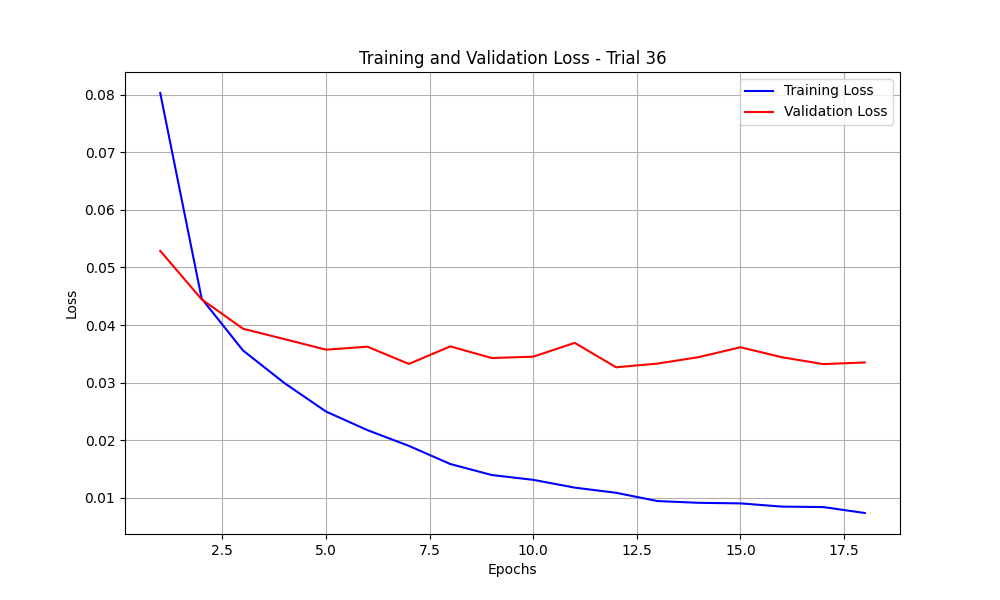 Training and Validation Loss - Trial 36
Training Loss
Validation Loss
Loss
0.08
0.07
0.06
0.05
0.04
0.03
0.02
0.01
2.5 5.0 7.5 10.0 12.5 15.0 17.5
Epochs